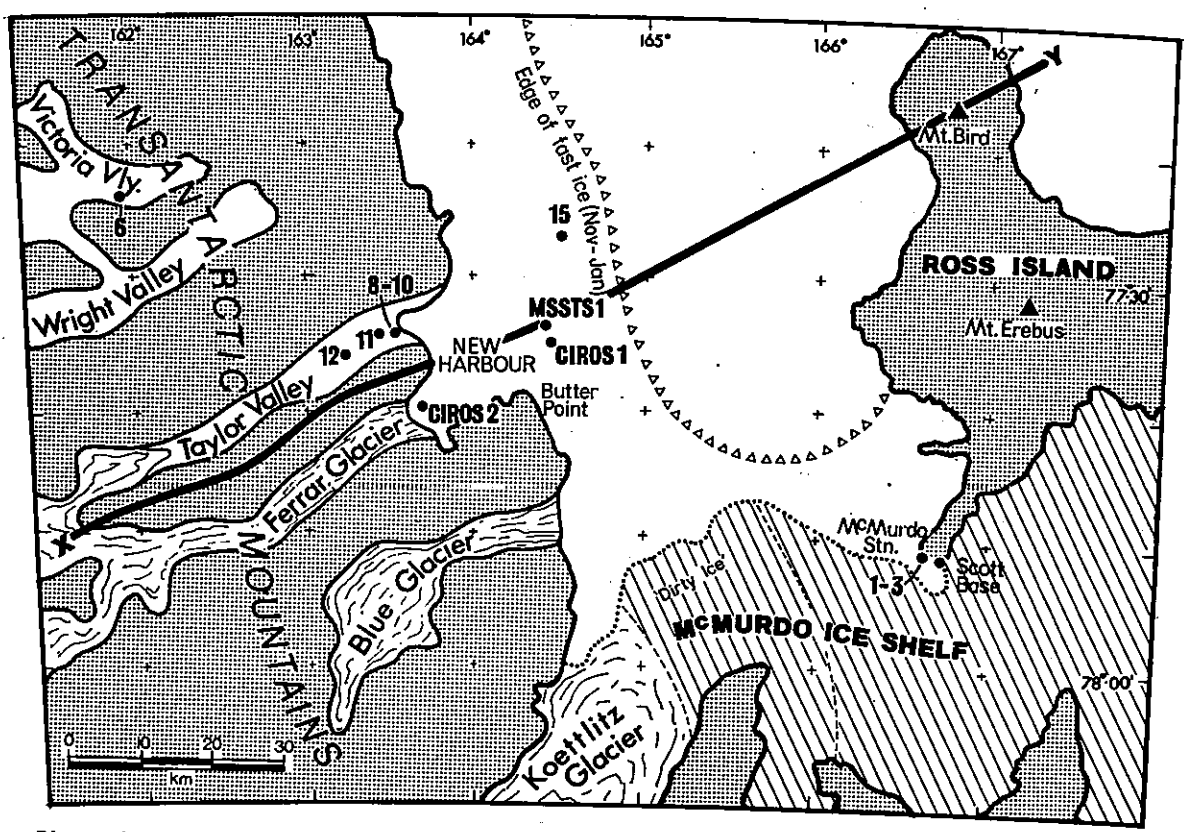 162°
163°
164°
165°
166°
167°
Y
TRANSANTARCTIC
MOUNTAINS
Victoria Vly.
6
Wright Valley
Edge of fast ice (Nov-Jan)
15
Mt. Bird
ROSS ISLAND
77°30'
Mt. Erebus
8-10
11
12
MSSTS 1
CIROS 1
NEW
HARBOUR
Butter
Point
CIROS 2
Taylor Valley
Ferrar Glacier
X
Blue Glacier
McMurdo
Stn.
Scott
Base
1-3
'Dirty Ice'
McMURDO ICE SHELF
78°00'
Koettlitz
Glacier
0 10 20 30
km